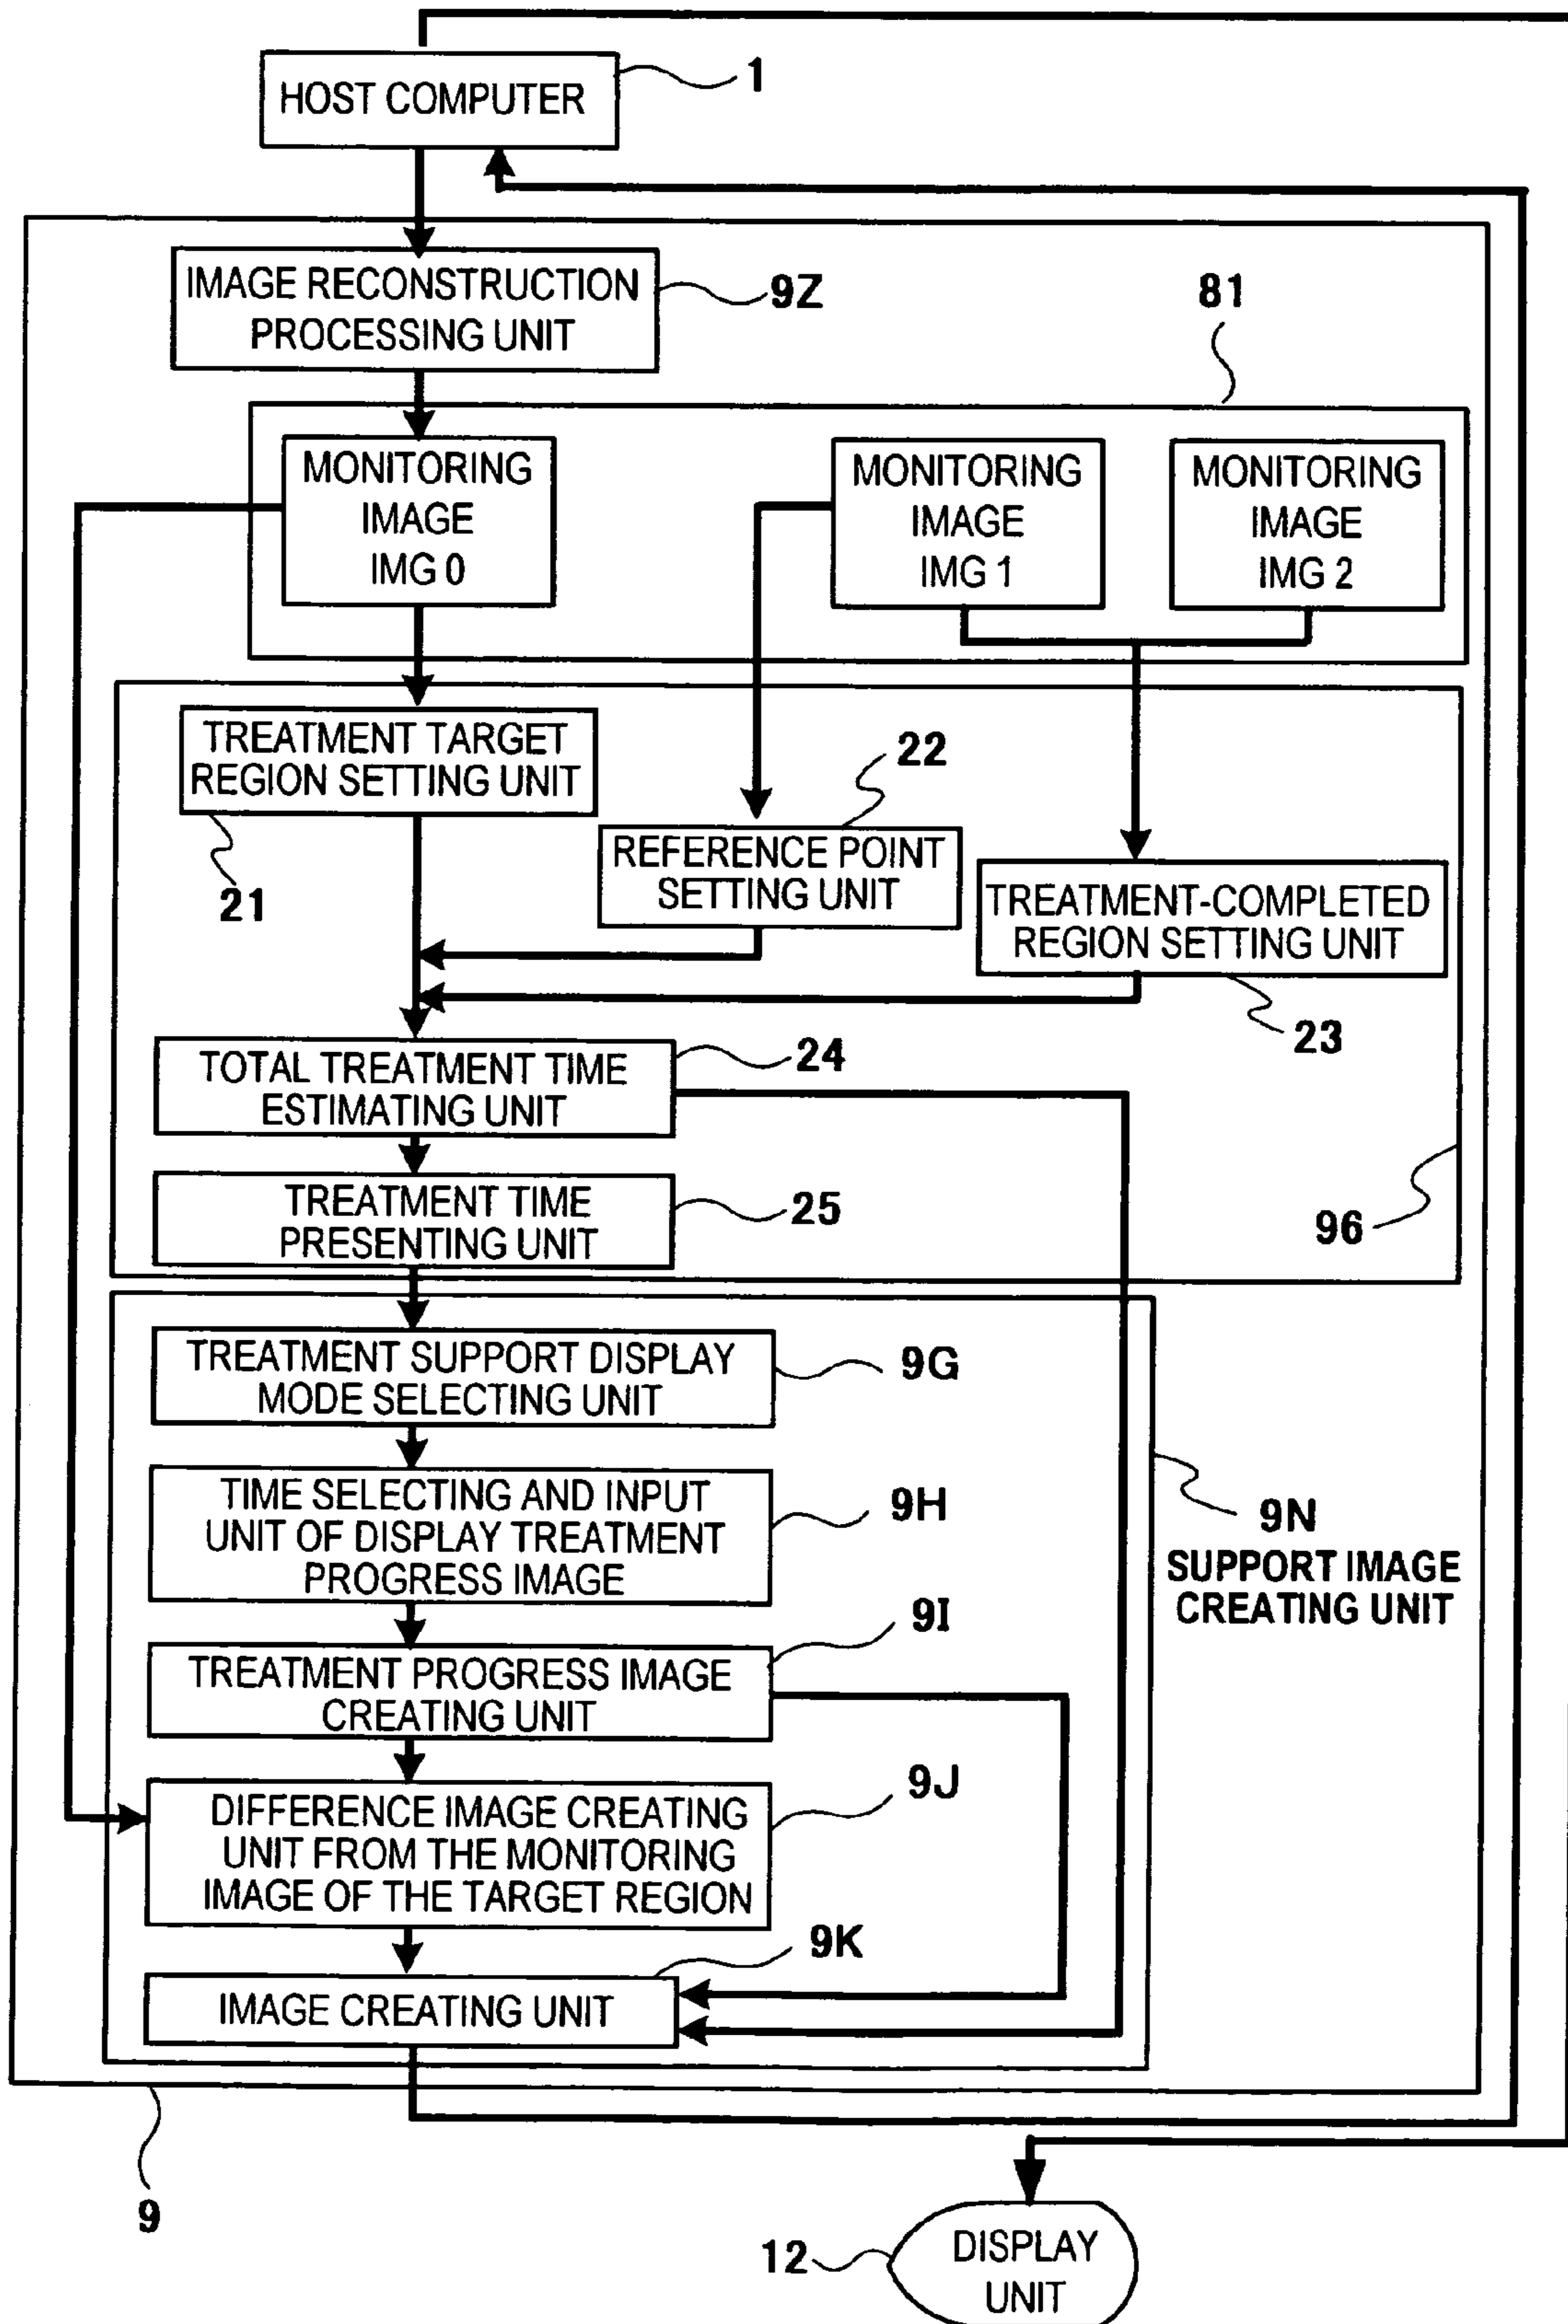 HOST COMPUTER
1
IMAGE RECONSTRUCTION
PROCESSING UNIT
9Z
81
MONITORING
IMAGE
IMG 0
MONITORING
IMAGE
IMG 1
MONITORING
IMAGE
IMG 2
TREATMENT TARGET
REGION SETTING UNIT
21
22
REFERENCE POINT
SETTING UNIT
TREATMENT-COMPLETED
REGION SETTING UNIT
23
TOTAL TREATMENT TIME
ESTIMATING UNIT
24
TREATMENT TIME
PRESENTING UNIT
25
96
TREATMENT SUPPORT DISPLAY
MODE SELECTING UNIT
9G
TIME SELECTING AND INPUT
UNIT OF DISPLAY TREATMENT
PROGRESS IMAGE
9H
9N
SUPPORT IMAGE
CREATING UNIT
9I
TREATMENT PROGRESS IMAGE
CREATING UNIT
9J
DIFFERENCE IMAGE CREATING
UNIT FROM THE MONITORING
IMAGE OF THE TARGET REGION
9K
IMAGE CREATING UNIT
9
12
DISPLAY
UNIT